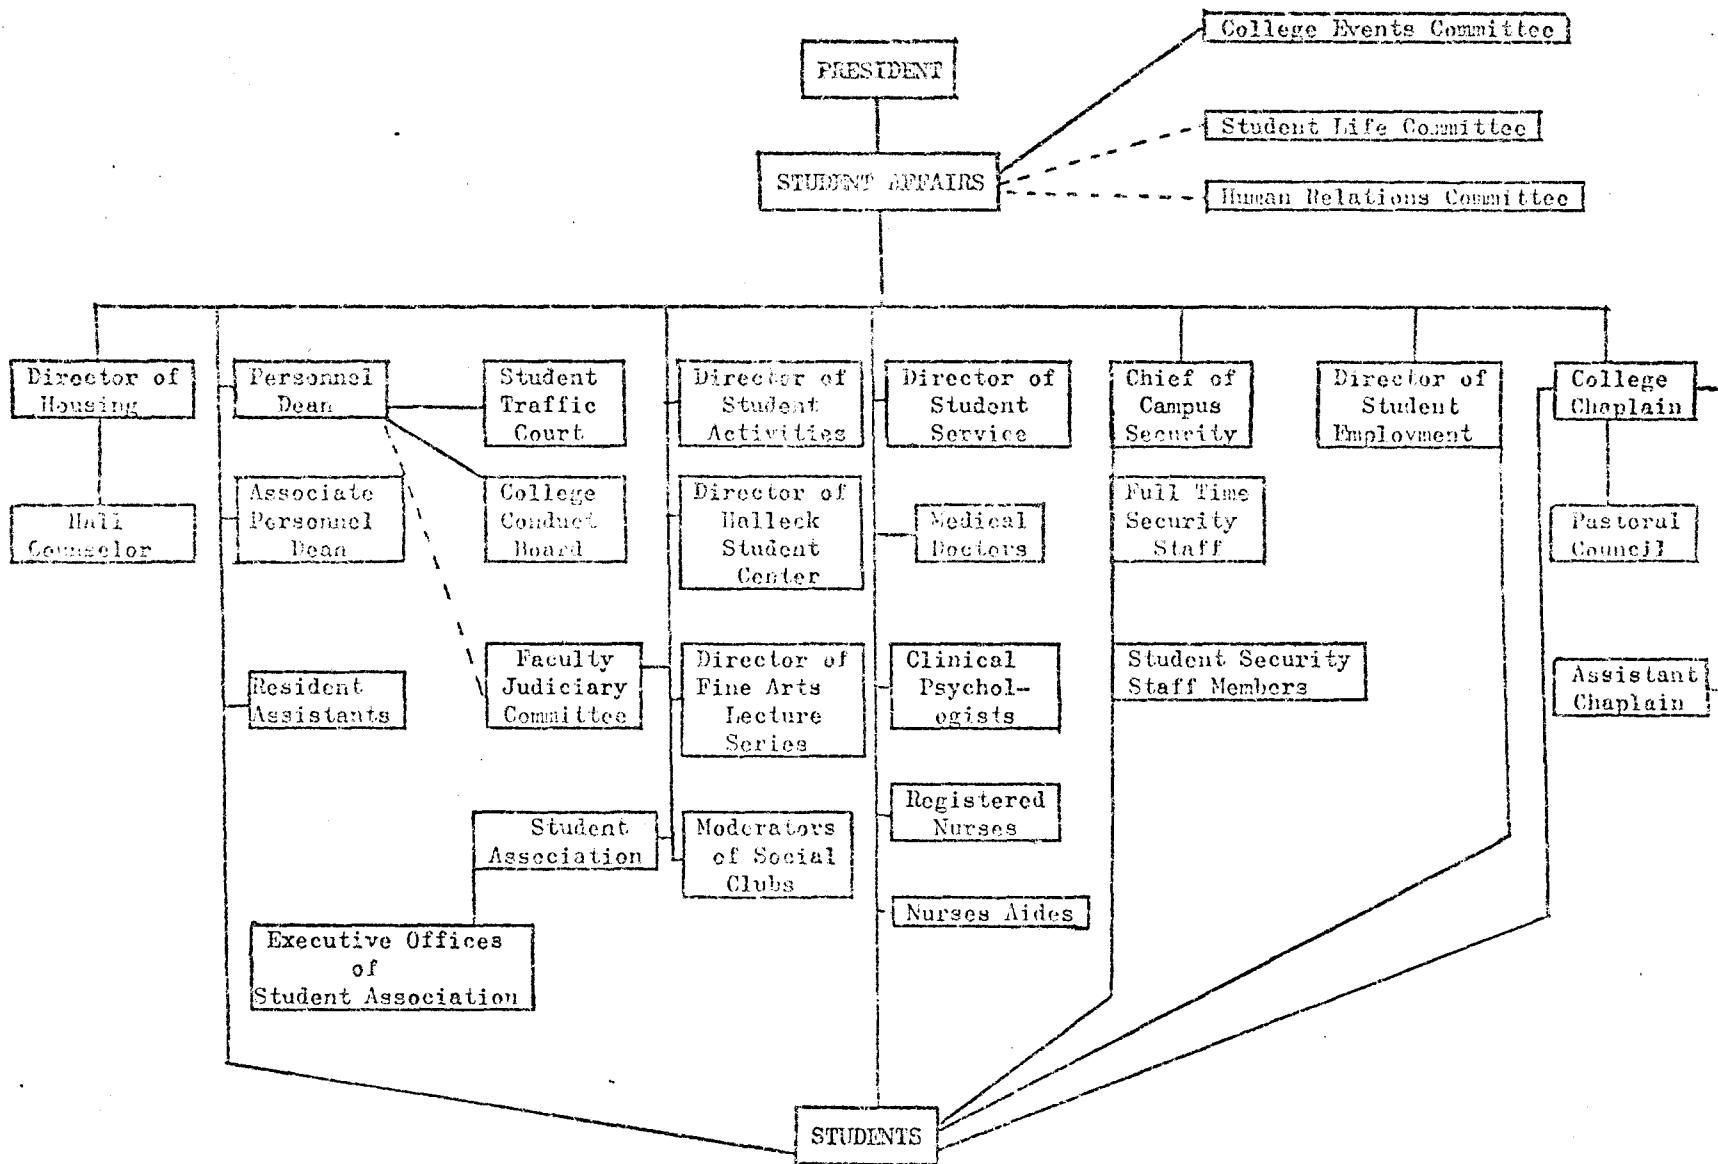 College Events Committee
PRESIDENT
Student Life Committee
STUDENT AFFAIRS
Human Relations Committee
Director of
Housing
Personnel
Dean
Student
Traffic
Court
Director of
Student
Activities
Director of
Student
Service
Chief of
Campus
Security
Director of
Student
Employment
College
Chaplain
Hall
Counselor
Associate
Personnel
Dean
College
Conduct
Board
Director of
Halleck
Student
Center
Medical
Doctors
Full Time
Security
Staff
Pastoral
Council
Resident
Assistants
Faculty
Judiciary
Committee
Director of
Fine Arts
Lecture
Series
Clinical
Psychol-
ogists
Student Security
Staff Members
Assistant
Chaplain
Student
Association
Moderators
of Social
Clubs
Registered
Nurses
Nurses Aides
Executive Offices
of
Student Association
STUDENTS